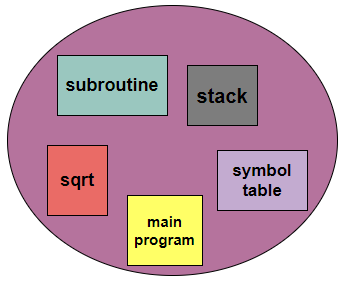 subroutine
stack
sqrt
symbol
table
main
program